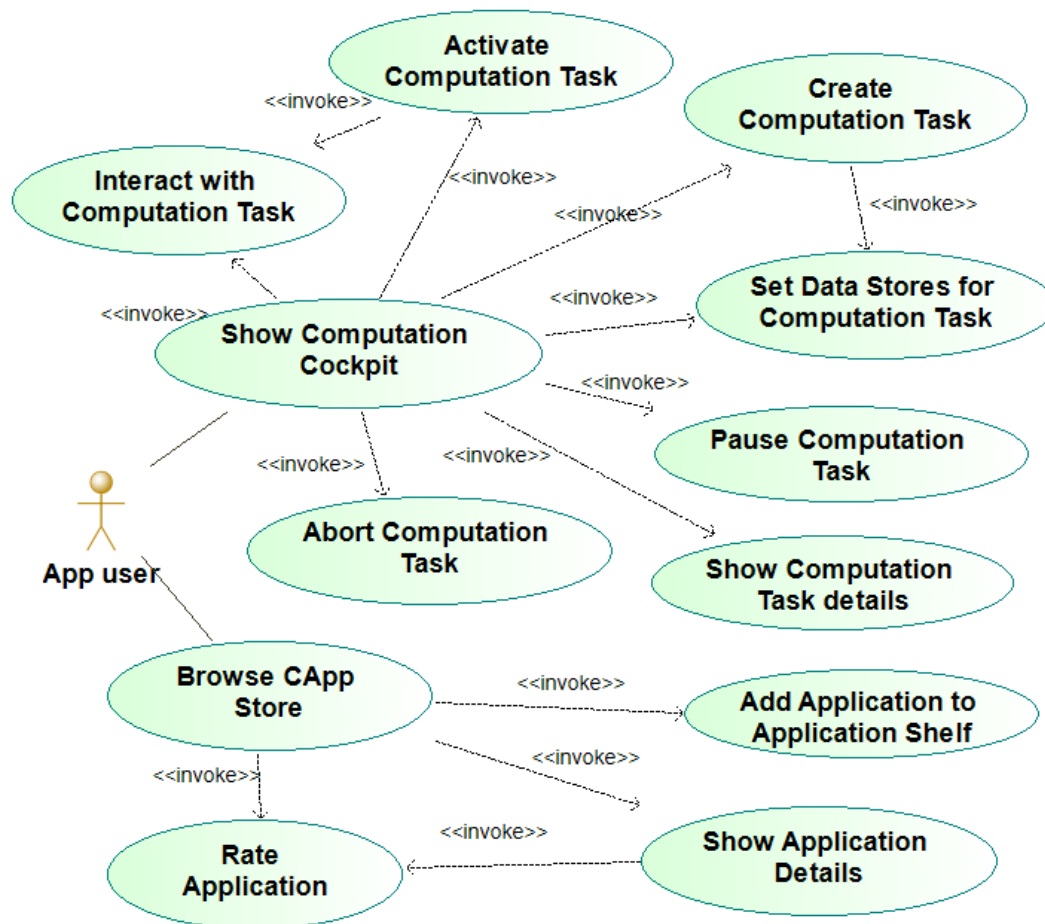 Activate
Computation Task
<<invoke>>
Create
Computation Task
Interact with
Computation Task
<<invoke>>
<<invoke>>
<<invoke>>
Set Data Stores for
Computation Task
<<invoke>>
<<invoke>>
Show Computation
Cockpit
<<invoke>>
Pause Computation
Task
<<invoke>>
<<invoke>>
Abort Computation
Task
App user
Show Computation
Task details
Browse CApp
Store
<<invoke>>
Add Application to
Application Shelf
<<invoke>>
<<invoke>>
<<invoke>>
Rate
Application
Show Application
Details